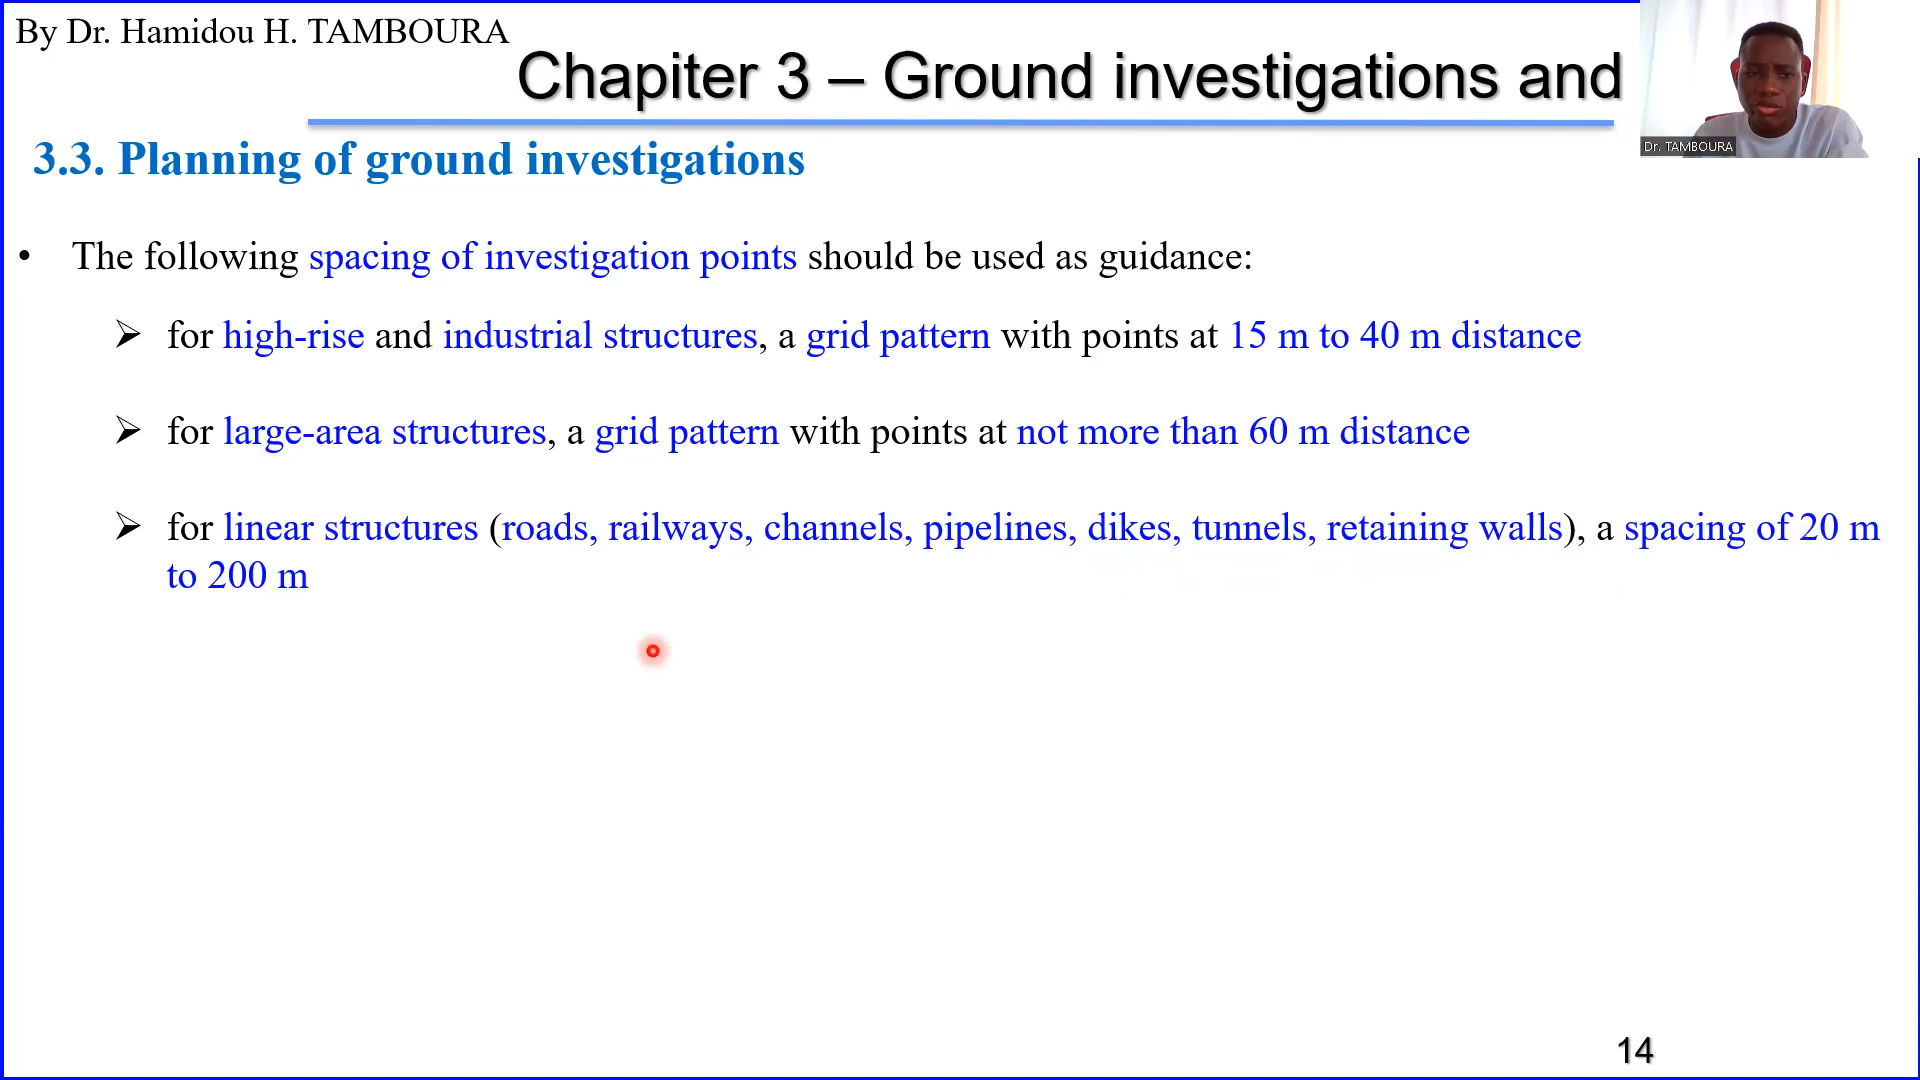 By Dr. Hamidou H. TAMBOURA
Chapiter 3 – Ground investigations and
Dr. TAMBOURA
3.3. Planning of ground investigations
• The following spacing of investigation points should be used as guidance:
➢ for high-rise and industrial structures, a grid pattern with points at 15 m to 40 m distance
➢ for large-area structures, a grid pattern with points at not more than 60 m distance
➢ for linear structures (roads, railways, channels, pipelines, dikes, tunnels, retaining walls), a spacing of 20 m
to 200 m
14